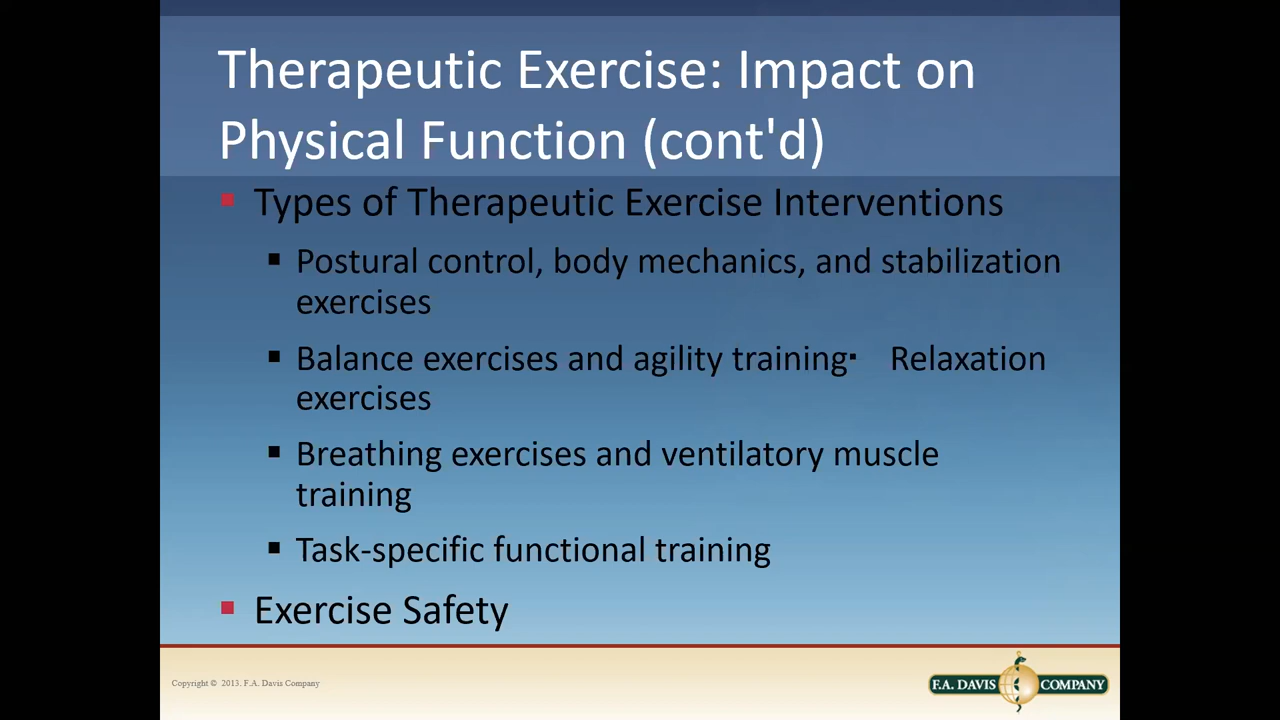 Therapeutic Exercise: Impact on
Physical Function (cont'd)
▪ Types of Therapeutic Exercise Interventions
▪ Postural control, body mechanics, and stabilization
exercises
▪ Balance exercises and agility training▪ Relaxation
exercises
▪ Breathing exercises and ventilatory muscle
training
▪ Task-specific functional training
▪ Exercise Safety
Copyright © 2013. F.A. Davis Company
F.A. DAVIS COMPANY